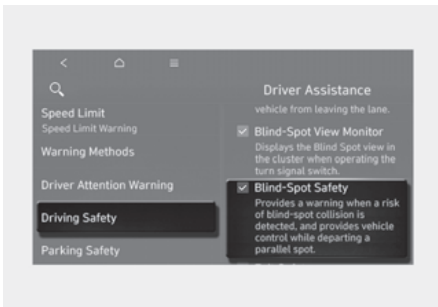 Driver Assistance
Speed Limit
Speed Limit Warning
Warning Methods
Driver Attention Warning
Driving Safety
Parking Safety
vehicle from leaving the lane.
Blind-Spot View Monitor
Displays the Blind Spot view in
the cluster when operating the
turn signal switch.
Blind-Spot Safety
Provides a warning when a risk
of blind-spot collision is
detected, and provides vehicle
control while departing a
parallel spot.